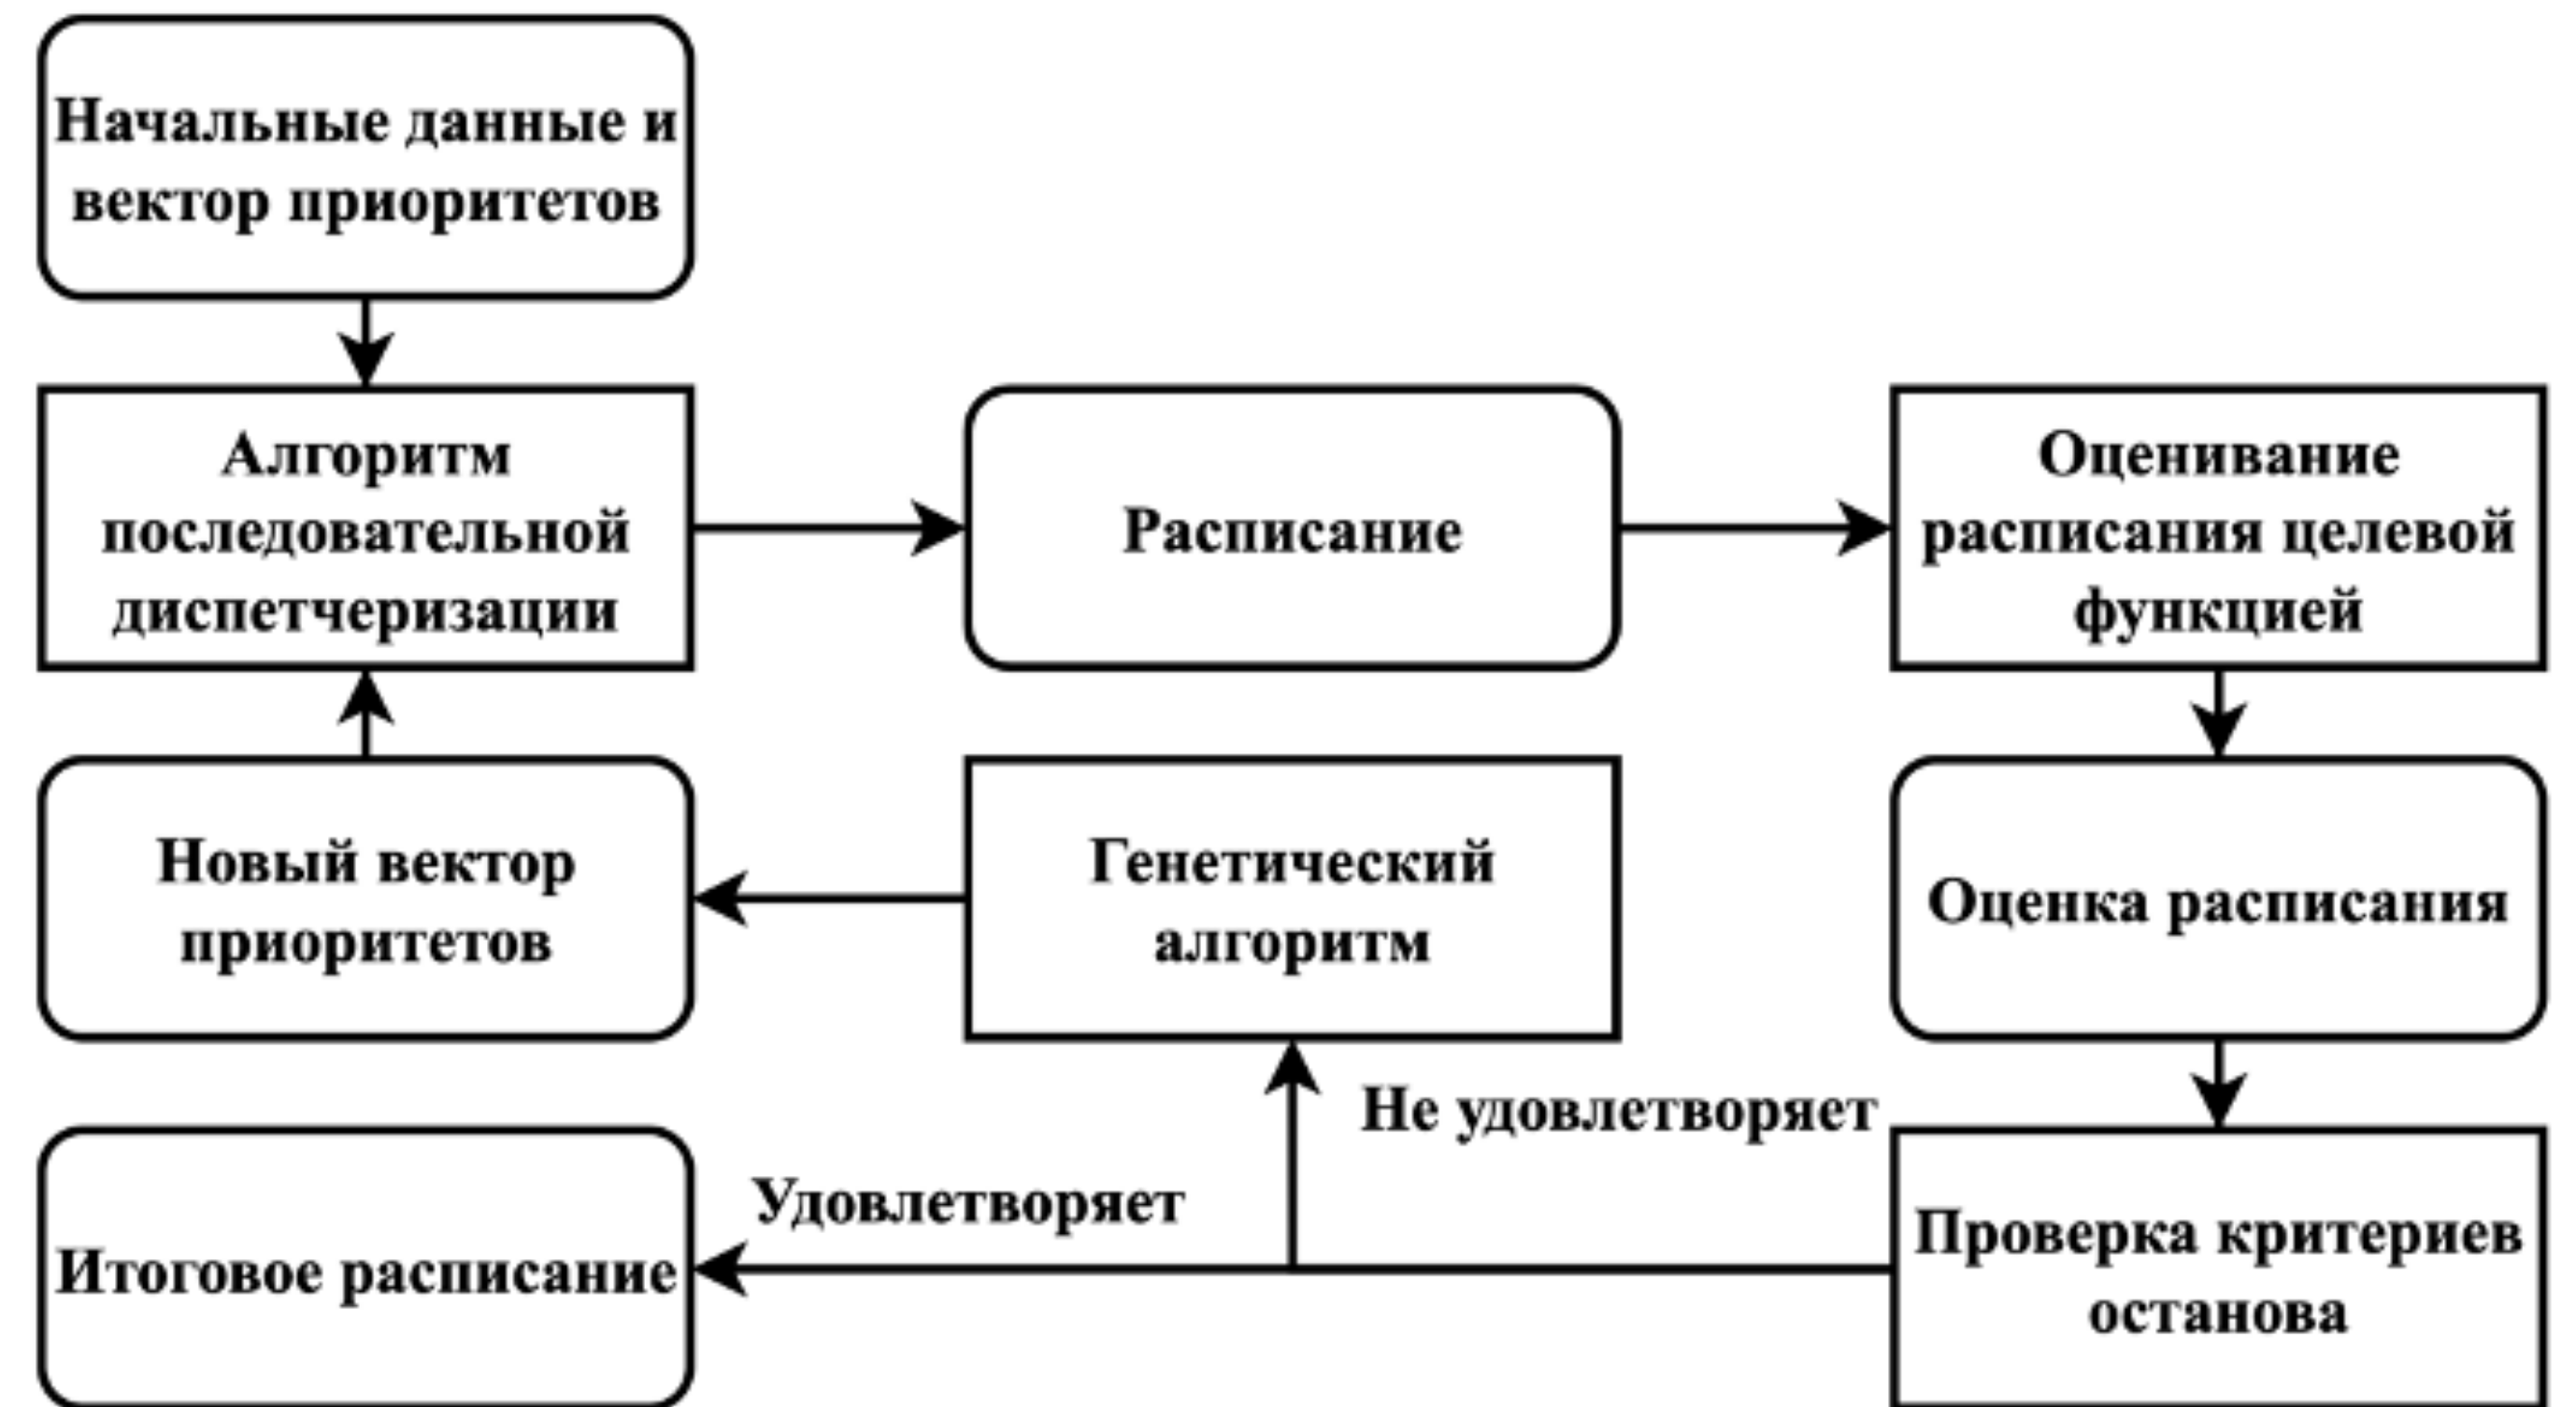 Начальные данные и
вектор приоритетов
Алгоритм
последовательной
диспетчеризации
Расписание
Оценивание
расписания целевой
функцией
Новый вектор
приоритетов
Генетический
алгоритм
Оценка расписания
Не удовлетворяет
Удовлетворяет
Итоговое расписание
Проверка критериев
останова